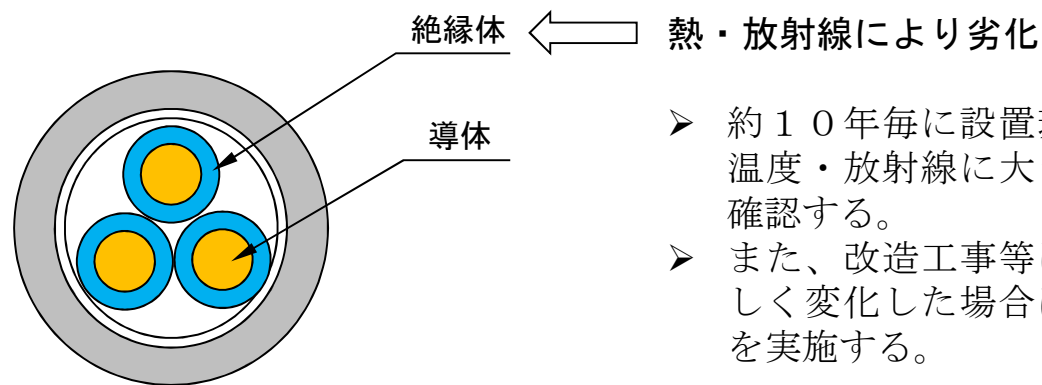 絶縁体
熱・放射線により劣化
導体
➢ 約１０年毎に設置
温度・放射線に大
確認する。
➢ また、改造工事等
しく変化した場合
を実施する。